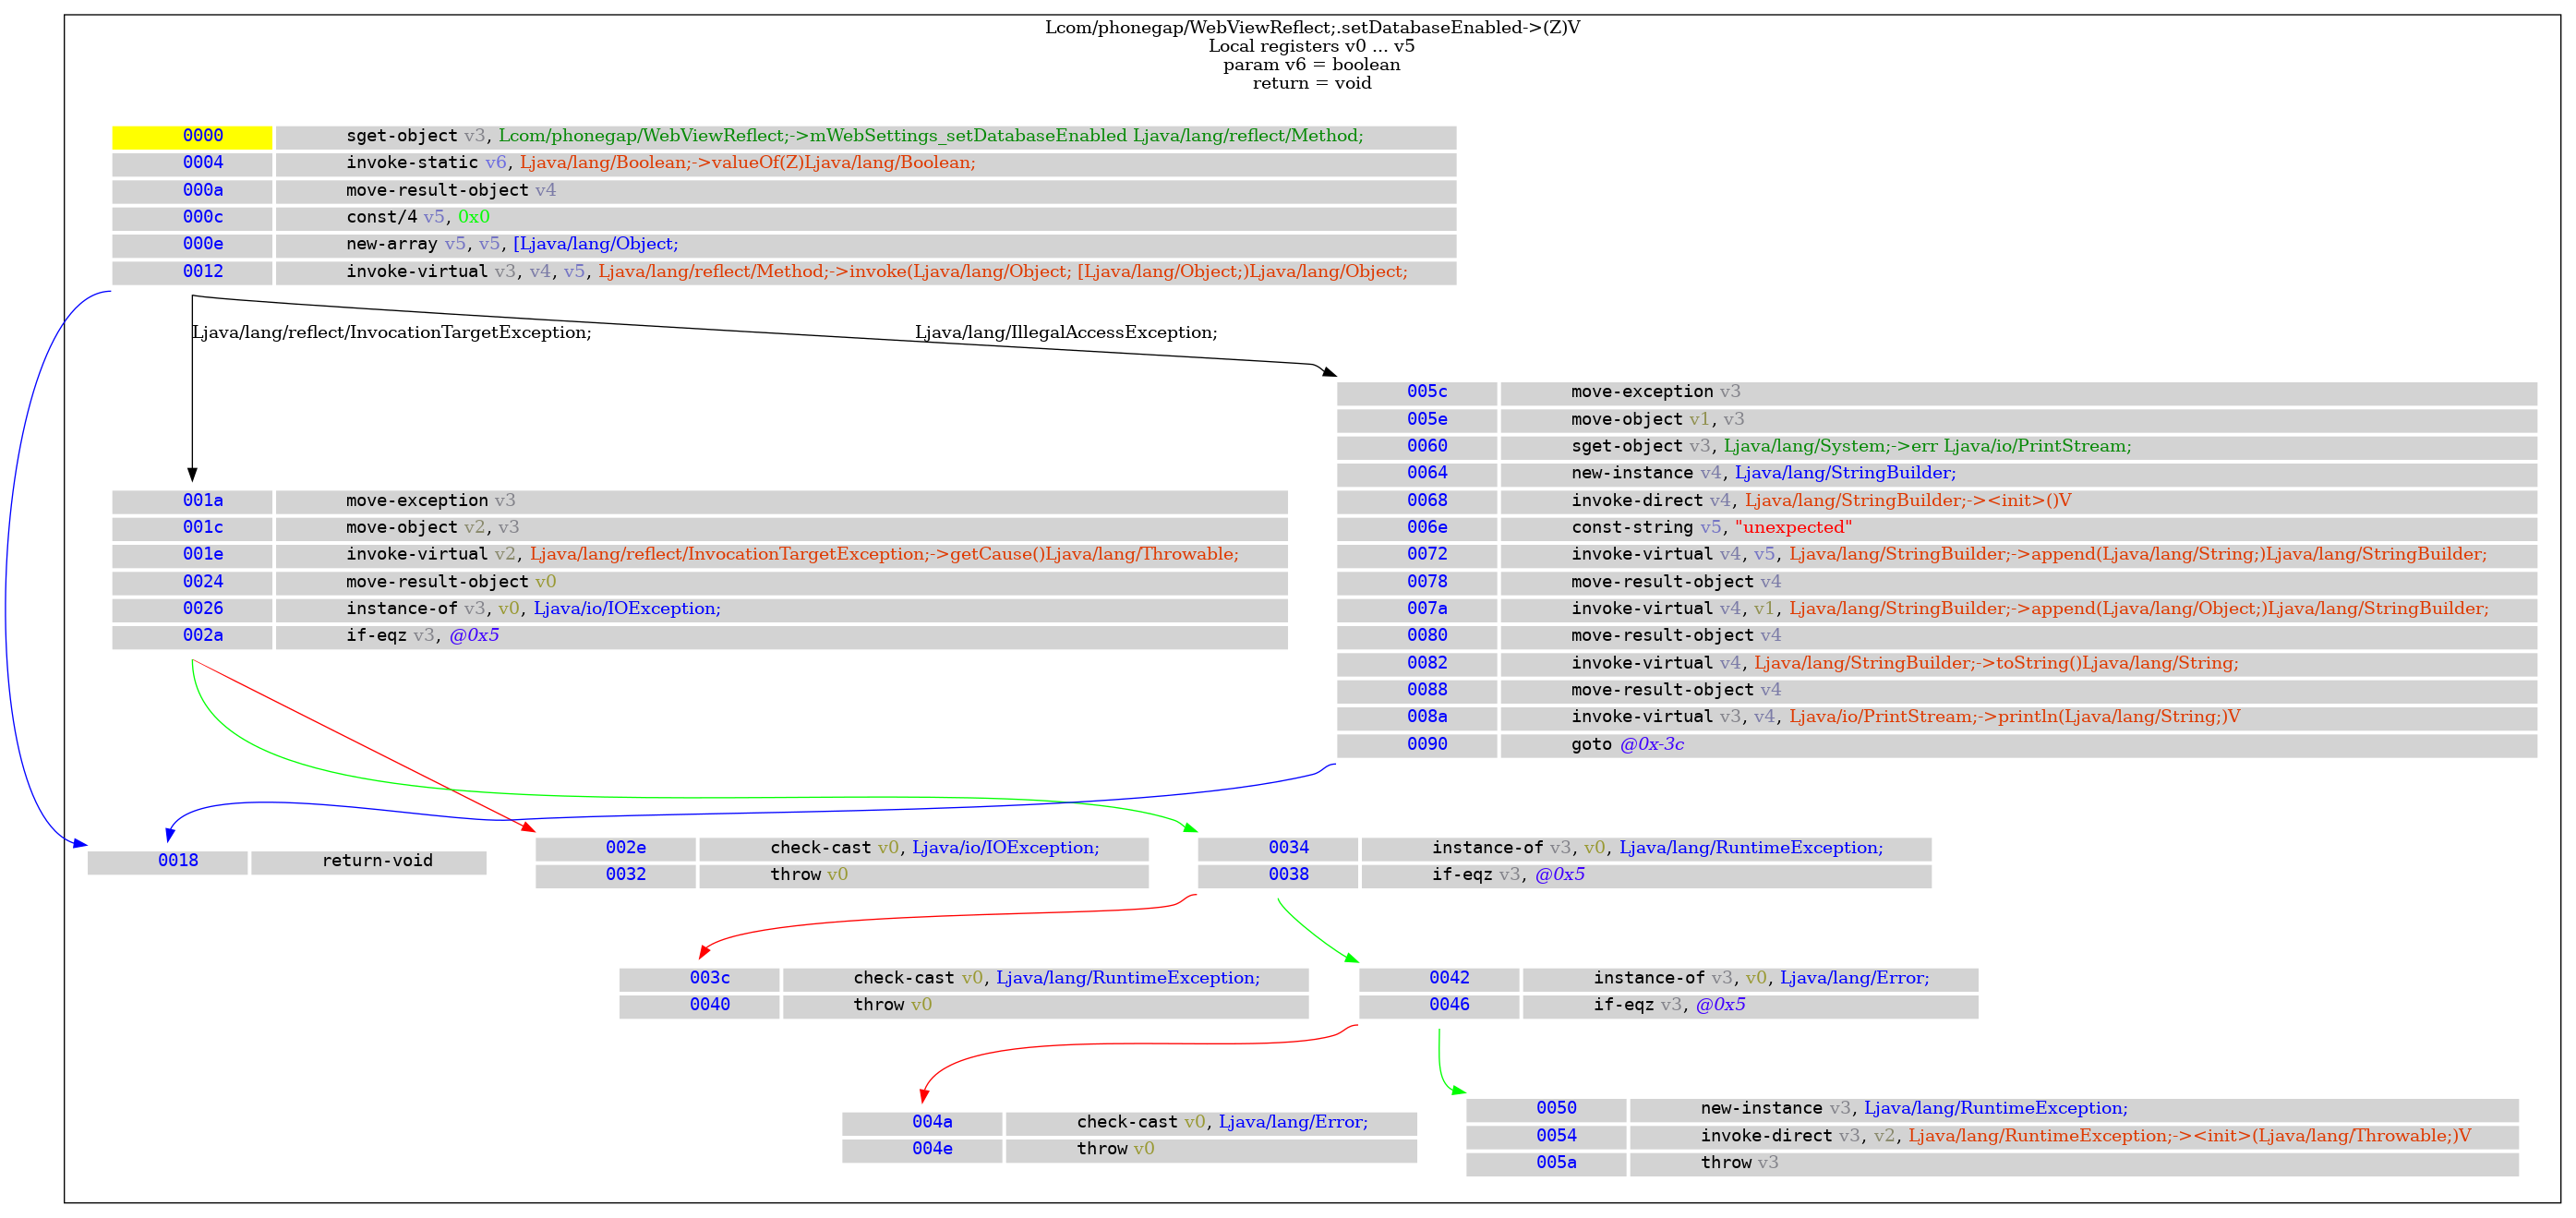 Lcom/phonegap/WebViewReflect;.setDatabaseEnabled->(Z)V
Local registers v0 ... v5
param v6 = boolean
return = void
0000 sget-object v3, Lcom/phonegap/WebViewReflect;->mWebSettings_setDatabaseEnabled Ljava/lang/reflect/Method;
0004 invoke-static v6, Ljava/lang/Boolean;->valueOf(Z)Ljava/lang/Boolean;
000a move-result-object v4
000c const/4 v5, 0x0
000e new-array v5, v5, [Ljava/lang/Object;
0012 invoke-virtual v3, v4, v5, Ljava/lang/reflect/Method;->invoke(Ljava/lang/Object; [Ljava/lang/Object;)Ljava/lang/Object;
Ljava/lang/reflect/InvocationTargetException;
Ljava/lang/IllegalAccessException;
005c move-exception v3
005e move-object v1, v3
0060 sget-object v3, Ljava/lang/System;->err Ljava/io/PrintStream;
0064 new-instance v4, Ljava/lang/StringBuilder;
0068 invoke-direct v4, Ljava/lang/StringBuilder;-><init>()V
006e const-string v5, "unexpected"
0072 invoke-virtual v4, v5, Ljava/lang/StringBuilder;->append(Ljava/lang/String;)Ljava/lang/StringBuilder;
0078 move-result-object v4
007a invoke-virtual v4, v1, Ljava/lang/StringBuilder;->append(Ljava/lang/Object;)Ljava/lang/StringBuilder;
0080 move-result-object v4
0082 invoke-virtual v4, Ljava/lang/StringBuilder;->toString()Ljava/lang/String;
0088 move-result-object v4
008a invoke-virtual v3, v4, Ljava/io/PrintStream;->println(Ljava/lang/String;)V
0090 goto @0x-3c
001a move-exception v3
001c move-object v2, v3
001e invoke-virtual v2, Ljava/lang/reflect/InvocationTargetException;->getCause()Ljava/lang/Throwable;
0024 move-result-object v0
0026 instance-of v3, v0, Ljava/io/IOException;
002a if-eqz v3, @0x5
0018 return-void
002e check-cast v0, Ljava/io/IOException;
0032 throw v0
0034 instance-of v3, v0, Ljava/lang/RuntimeException;
0038 if-eqz v3, @0x5
003c check-cast v0, Ljava/lang/RuntimeException;
0040 throw v0
0042 instance-of v3, v0, Ljava/lang/Error;
0046 if-eqz v3, @0x5
004a check-cast v0, Ljava/lang/Error;
004e throw v0
0050 new-instance v3, Ljava/lang/RuntimeException;
0054 invoke-direct v3, v2, Ljava/lang/RuntimeException;-><init>(Ljava/lang/Throwable;)V
005a throw v3